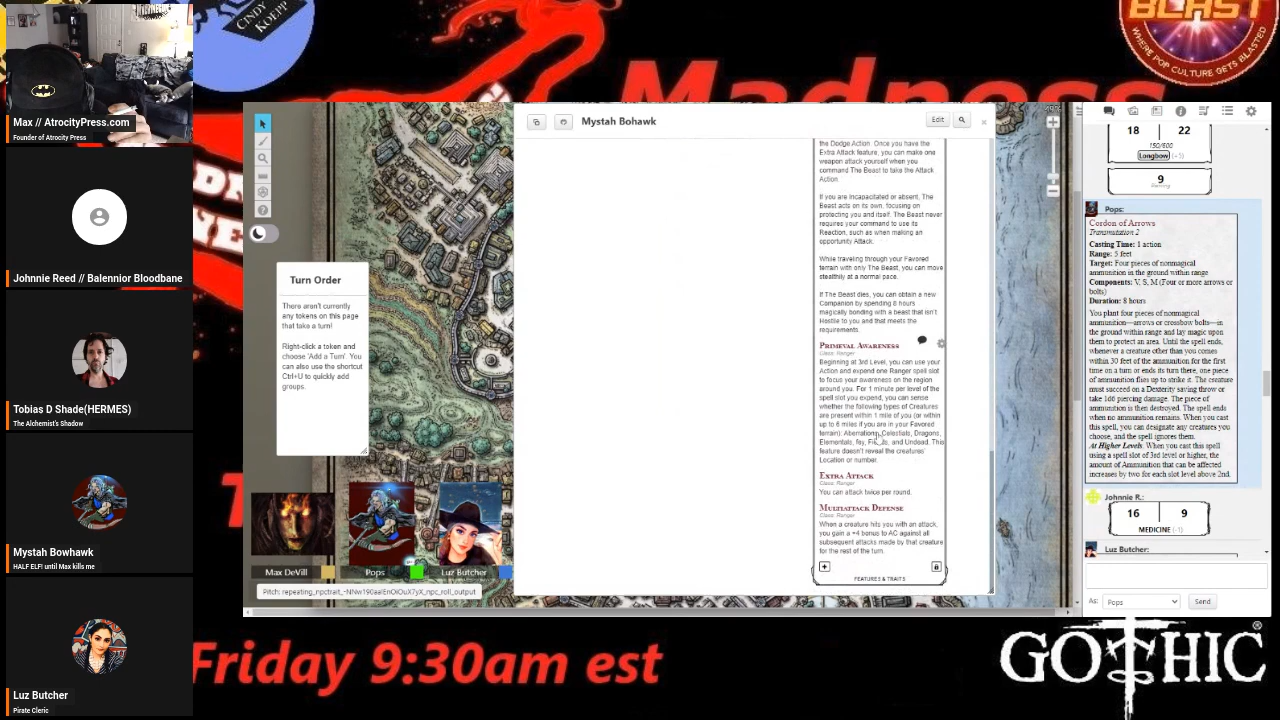 CINDY KOEPP
BLAST
WHERE POP CULTURE GETS BLASTED
Madness
Max // AtrocityPress.com
Founder of Atrocity Press
Johnnie Reed // Balennior Bloodbane
Tobias D Shade(HERMES)
The Alchemist's Shadow
Mystah Bowhawk
HALF ELF! until Max kills me
Luz Butcher
Pirate Cleric
Turn Order
There aren't currently
any tokens on this page
that take a turn!
Right-click a token and
choose 'Add a Turn'. You
can also use the shortcut
Ctrl+U to quickly add
groups.
Max DeVill
Pops
Luz Butcher
Pitch: repeating_npctrait_-NNw190aalEnOiOuX7yX_npc_roll_output
Mystah Bohawk
Edit
the Dodge Action. Once you have the
Extra Attack feature, you can make one
weapon attack yourself when you
command The Beast to take the Attack
Action.
If you are incapacitated or absent, The
Beast acts on its own, focusing on
protecting you and itself. The Beast never
requires your command to use its
Reaction, such as when making an
opportunity Attack.
While traveling through your Favored
terrain with only The Beast, you can move
stealthily at a normal pace.
If The Beast dies, you can obtain a new
Companion by spending 8 hours
magically bonding with a beast that isn't
Hostile to you and that meets the
requirements.
PRIMEVAL AWARENESS
Class: Ranger
Beginning at 3rd Level, you can use your
Action and expend one Ranger spell slot
to focus your awareness on the region
around you. For 1 minute per level of the
spell slot you expend, you can sense
whether the following types of Creatures
are present within 1 mile of you (or within
up to 6 miles if you are in your Favored
terrain): Aberrations, Celestials, Dragons,
Elementals, fey, Fiends, and Undead. This
feature doesn't reveal the creatures'
Location or number.
EXTRA ATTACK
Class: Ranger
You can attack twice per round.
MULTIATTACK DEFENSE
Class: Ranger
When a creature hits you with an attack,
you gain a +4 bonus to AC against all
subsequent attacks made by that creature
for the rest of the turn.
FEATURES & TRAITS
18 22
150/600
Longbow (+5)
9
Piercing
Pops:
Cordon of Arrows
Transmutation 2
Casting Time: 1 action
Range: 5 feet
Target: Four pieces of nonmagical
ammunition in the ground within range
Components: V, S, M (Four or more arrows or
bolts)
Duration: 8 hours
You plant four pieces of nonmagical
ammunition—arrows or crossbow bolts—in
the ground within range and lay magic upon
them to protect an area. Until the spell ends,
whenever a creature other than you comes
within 30 feet of the ammunition for the first
time on a turn or ends its turn there, one piece
of ammunition flies up to strike it. The creature
must succeed on a Dexterity saving throw or
take 1d6 piercing damage. The piece of
ammunition is then destroyed. The spell ends
when no ammunition remains. When you cast
this spell, you can designate any creatures you
choose, and the spell ignores them.
At Higher Levels: When you cast this spell
using a spell slot of 3rd level or higher, the
amount of Ammunition that can be affected
increases by two for each slot level above 2nd.
Johnnie R.:
16 9
MEDICINE (-1)
Luz Butcher:
As: Pops Send
Friday 9:30am est
GOTHIC